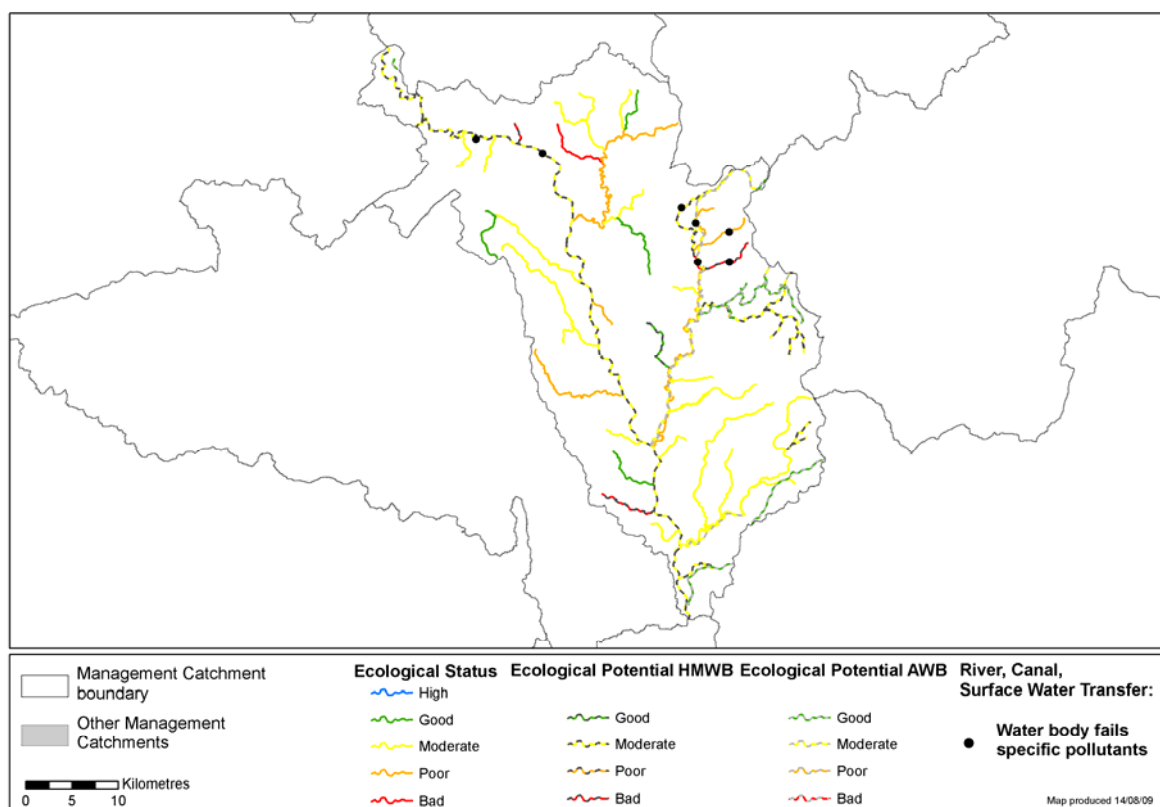 Management Catchment
boundary
Other Management
Catchments
Kilometres
0 5 10
Ecological Status
High
Good
Moderate
Poor
Bad
Ecological Potential HMWB
Good
Moderate
Poor
Bad
Ecological Potential AWB
Good
Moderate
Poor
Bad
River, Canal,
Surface Water Transfer:
Water body fails
specific pollutants
Map produced 14/08/09